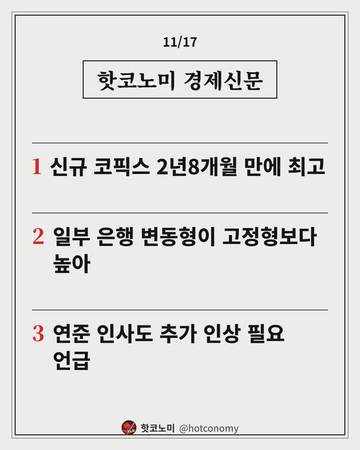 11/17
핫코노미 경제신문
1 신규 코픽스 2년8개월 만에 최고
2 일부 은행 변동형이 고정형보다
높아
3 연준 인사도 추가 인상 필요
언급
핫코노미 @hotconomy